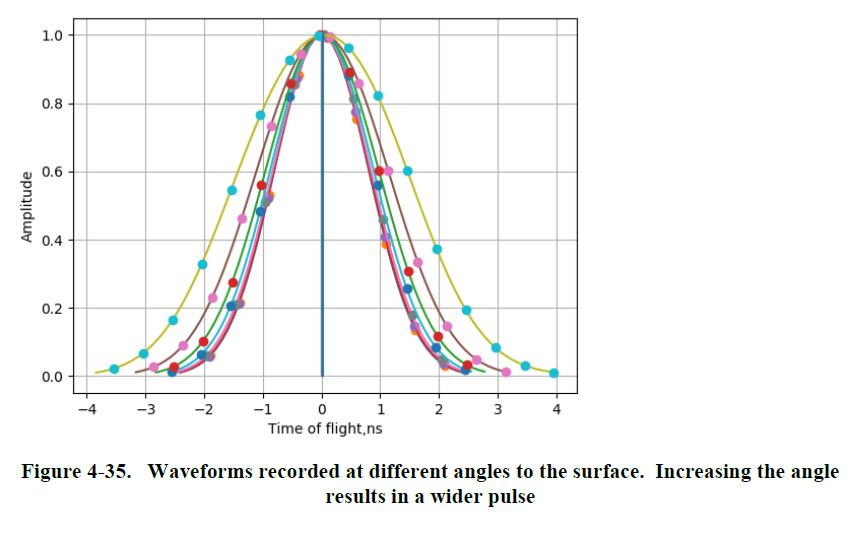 1.0
0.8
0.6
0.4
0.2
0.0
Amplitude
−4 −3 −2 −1 0 1 2 3 4
Time of flight,ns
Figure 4-35. Waveforms recorded at different angles to the surface. Increasing the angle
results in a wider pulse